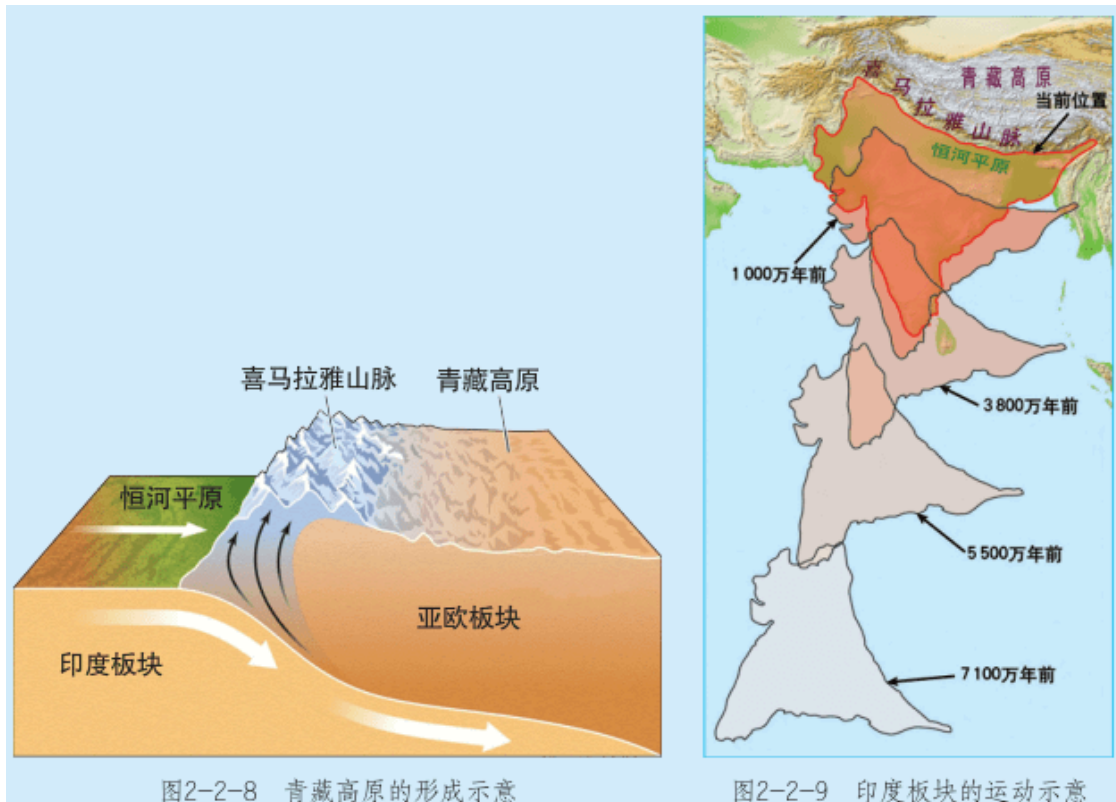 喜马拉雅山脉
青藏高原
恒河平原
亚欧板块
印度板块
图2-2-8 青藏高原的形成示意
青藏高原
喜马拉雅山脉
当前位置
恒河平原
1 000万年前
3 800万年前
5 500万年前
7 100万年前
图2-2-9 印度板块的运动示意